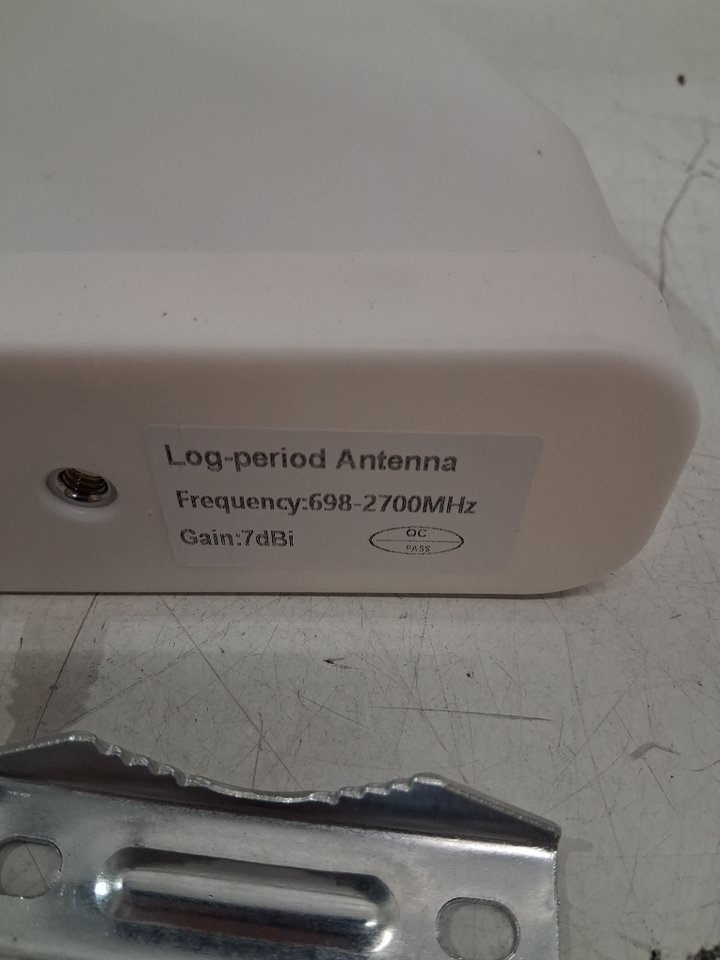 Log-period Antenna
Frequency:698-2700MHz
Gain:7dBi
QC
PASS